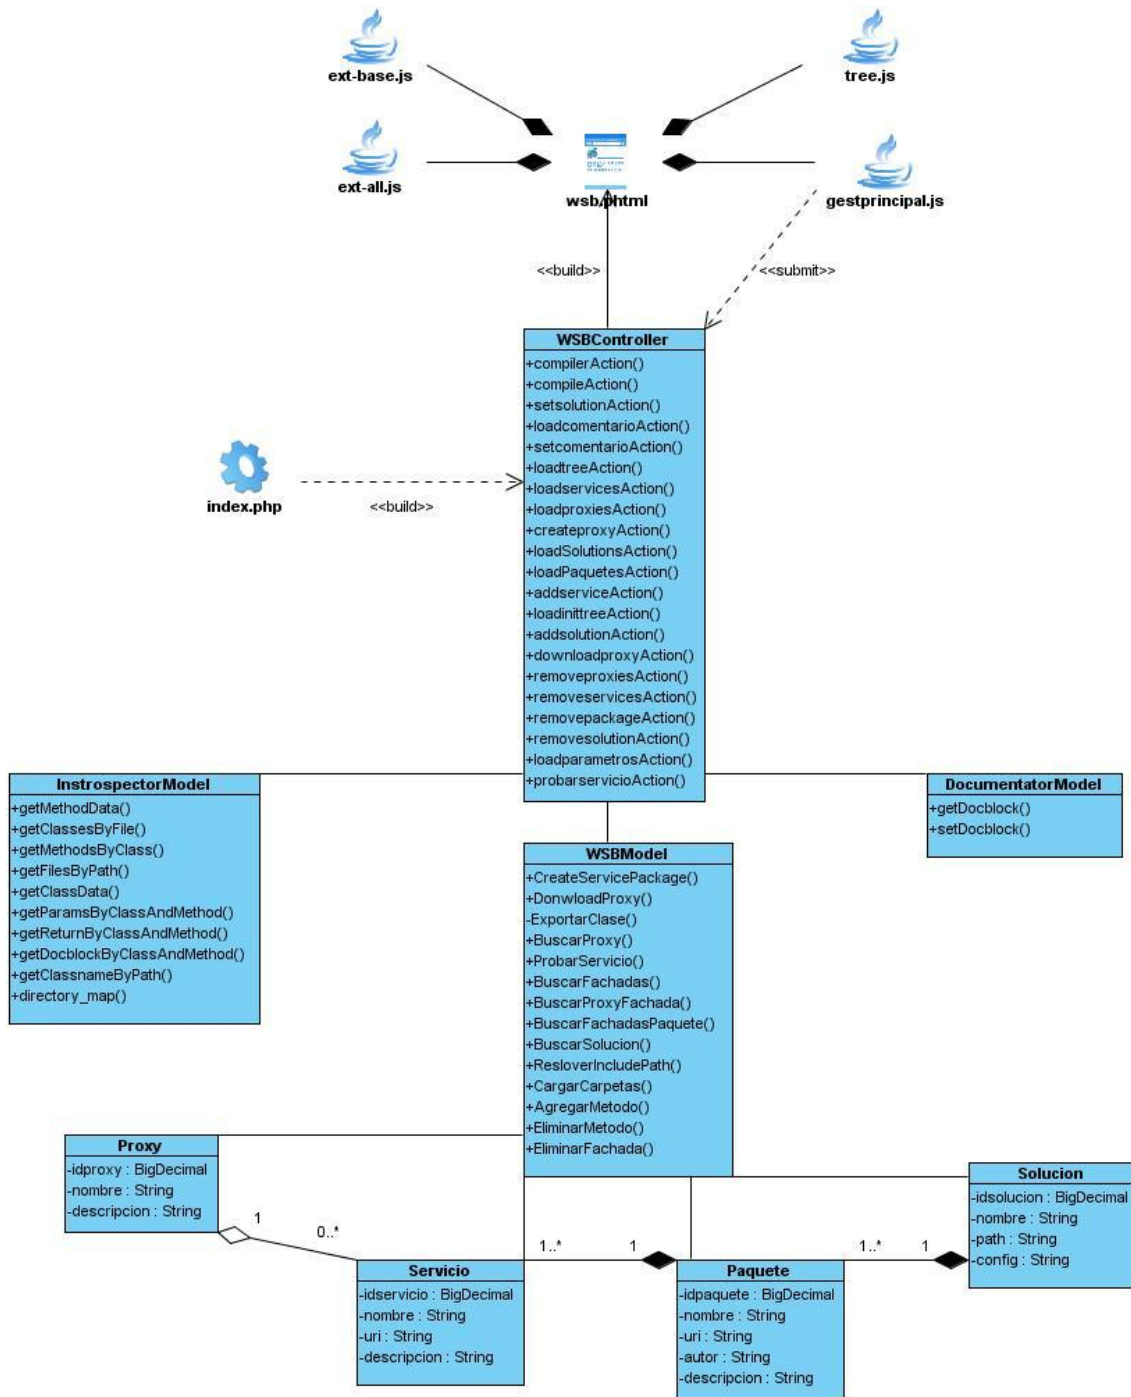 ext-base.js
tree.js
ext-all.js
wsb/phtml
gestprincipal.js
<<build>>
<<submit>>
WSBController
+compilerAction()
+compileAction()
+setsolutionAction()
+loadcomentarioAction()
+setcomentarioAction()
+loadtreeAction()
+loadservicesAction()
+loadproxiesAction()
+createproxyAction()
+loadSolutionsAction()
+loadPaquetesAction()
+addserviceAction()
+loadinittreeAction()
+addsolutionAction()
+downloadproxyAction()
+removeproxiesAction()
+removeservicesAction()
+removepackageAction()
+removesolutionAction()
+loadparametrosAction()
+probarservicioAction()
index.php
<<build>>
InstrospectorModel
+getMethodData()
+getClassesByFile()
+getMethodsByClass()
+getFilesByPath()
+getClassData()
+getParamsByClassAndMethod()
+getReturnByClassAndMethod()
+getDocblockByClassAndMethod()
+getClassnameByPath()
+directory_map()
DocumentatorModel
+getDocblock()
+setDocblock()
WSBModel
+CreateServicePackage()
+DonwloadProxy()
-ExportarClase()
+BuscarProxy()
+ProbarServicio()
+BuscarFachadas()
+BuscarProxyFachada()
+BuscarFachadasPaquete()
+BuscarSolucion()
+ResloverIncludePath()
+CargarCarpetas()
+AgregarMetodo()
+EliminarMetodo()
+EliminarFachada()
Proxy
-idproxy : BigDecimal
-nombre : String
-descripcion : String
1
0..*
Servicio
-idservicio : BigDecimal
-nombre : String
-uri : String
-descripcion : String
1..*
1
Paquete
-idpaquete : BigDecimal
-nombre : String
-uri : String
-autor : String
-descripcion : String
1..*
1
Solucion
-idsolucion : BigDecimal
-nombre : String
-path : String
-config : String